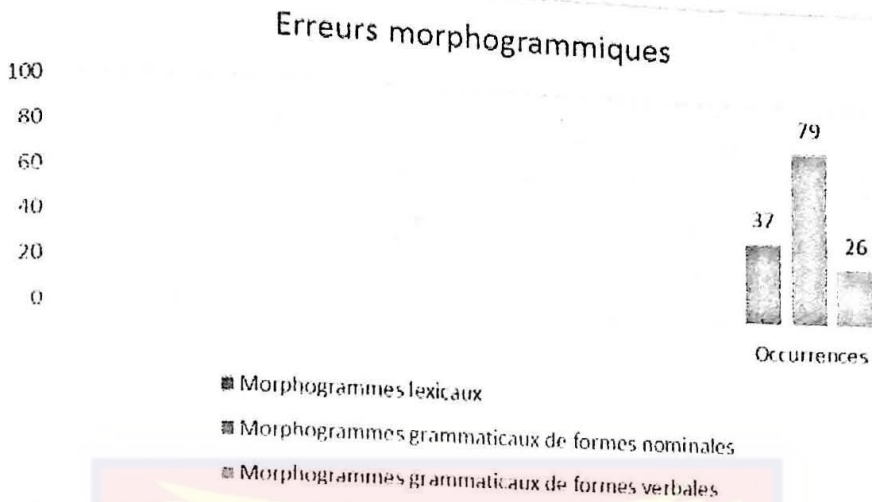 Erreurs morphogrammiques
100
80
60
40
20
0
37
79
26
Occurrences
Morphogrammes lexicaux
Morphogrammes grammaticaux de formes nominales
Morphogrammes grammaticaux de formes verbales